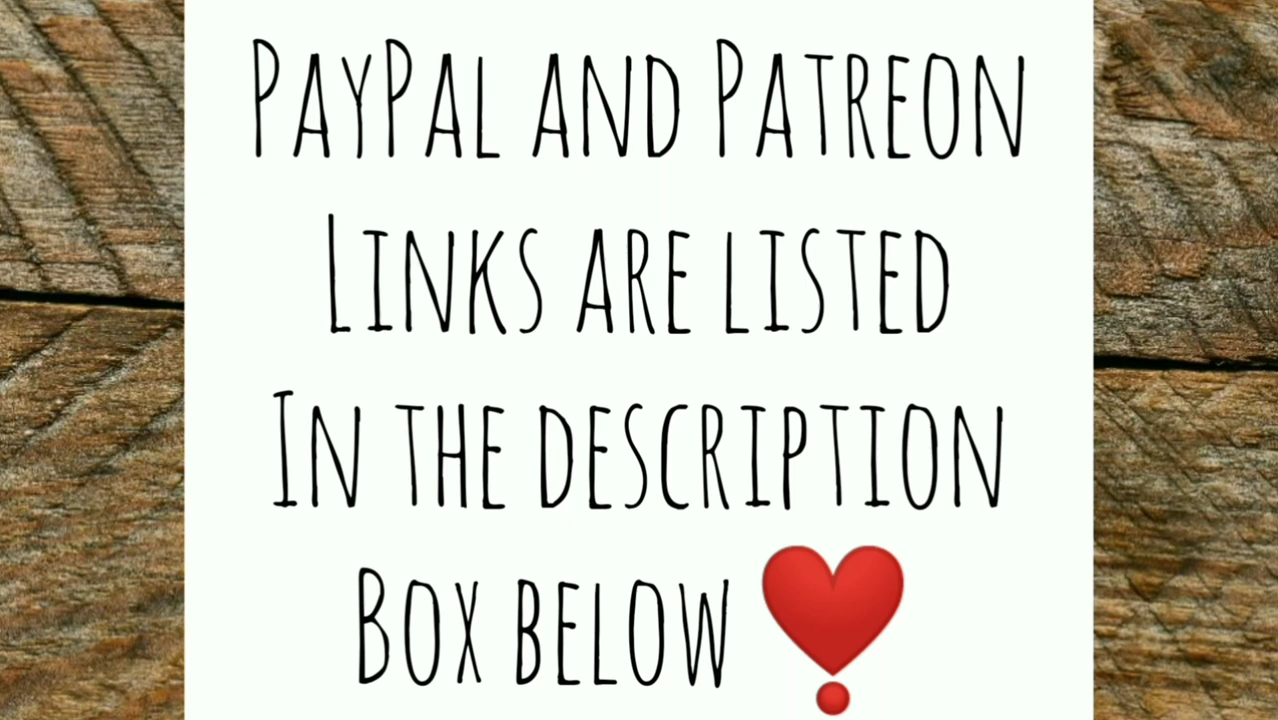 PayPal and Patreon
Links are listed
In the description
Box below ❣️